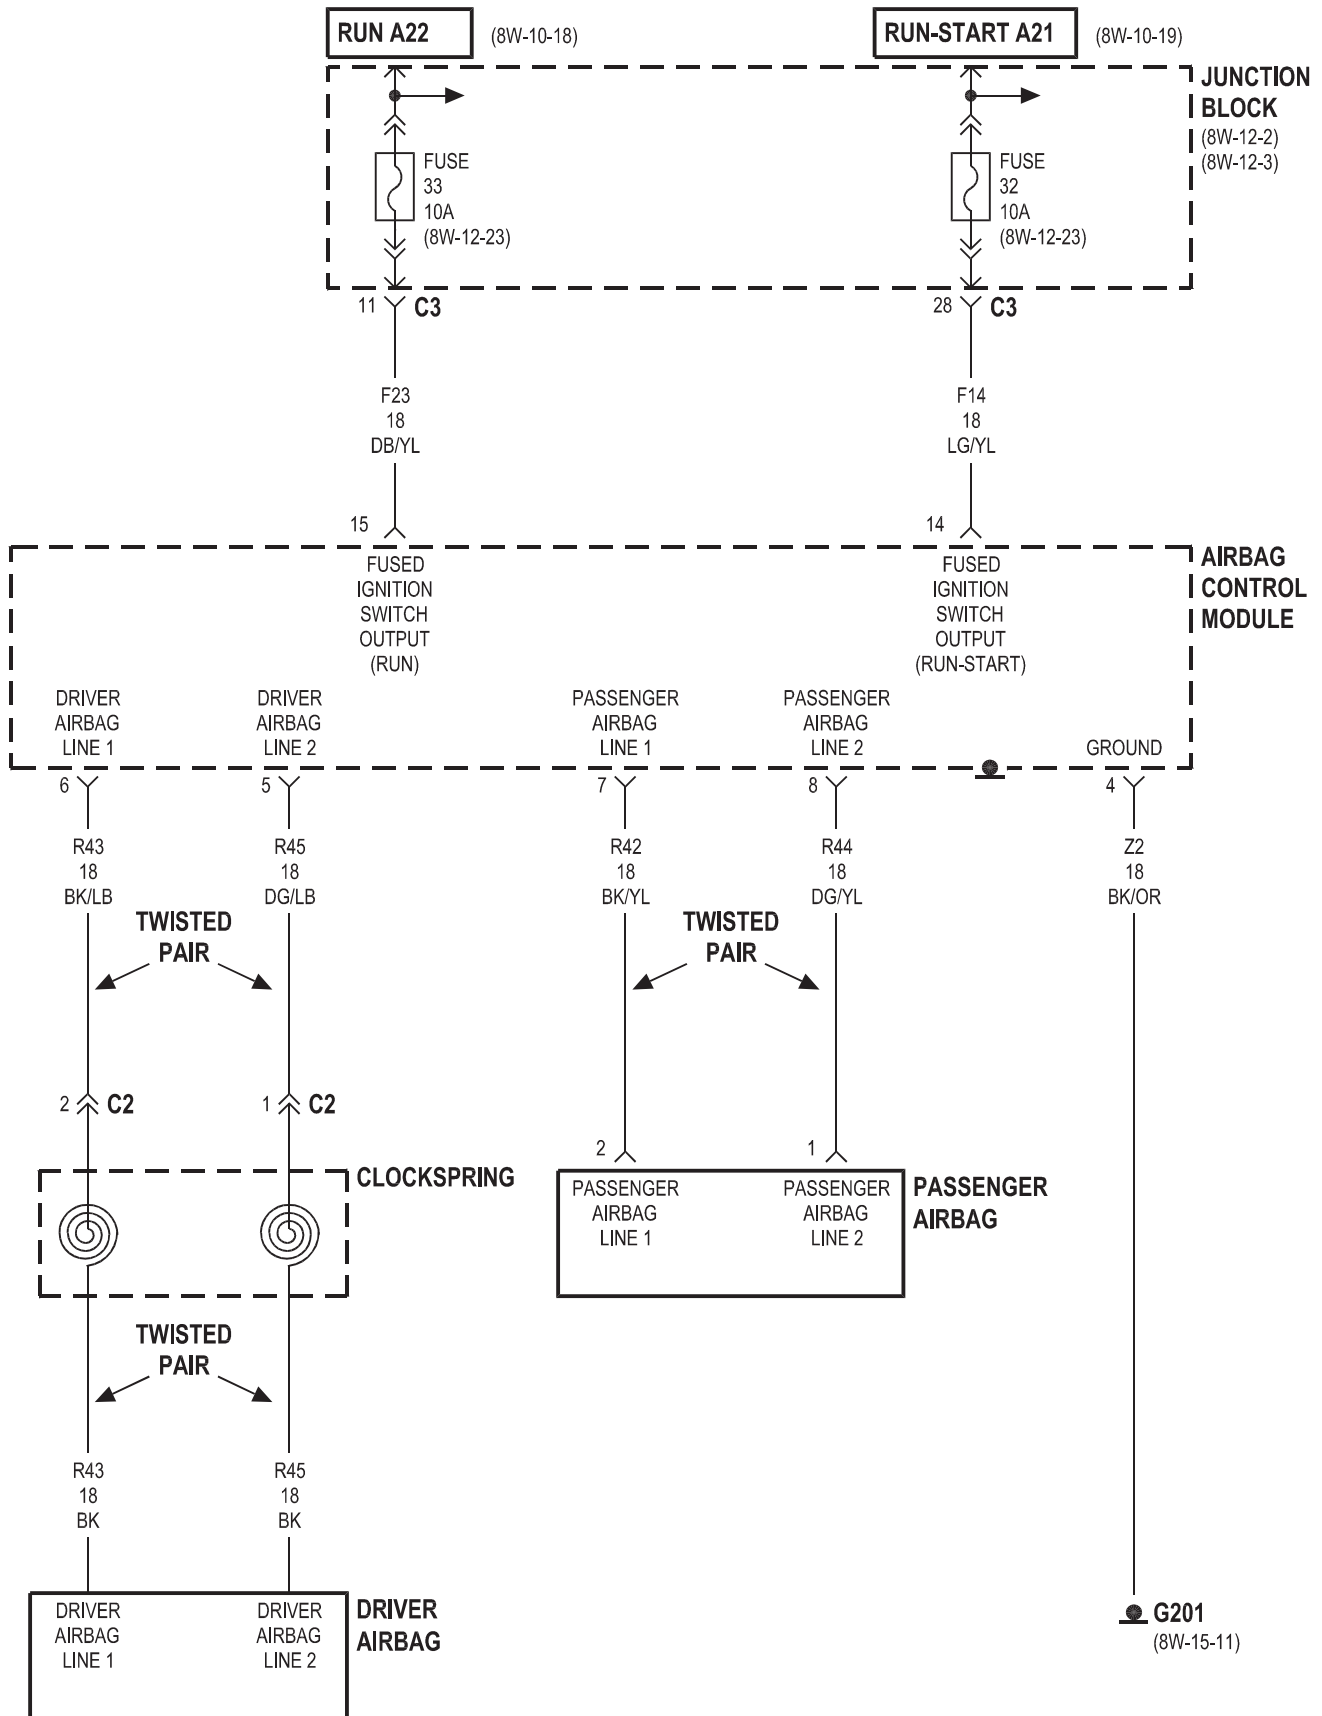 RUN A22 (8W-10-18) RUN-START A21 (8W-10-19)
JUNCTION
BLOCK
(8W-12-2)
(8W-12-3)
FUSE
33
10A
(8W-12-23)
FUSE
32
10A
(8W-12-23)
11 C3
28 C3
F23
18
DB/YL
F14
18
LG/YL
15
14
AIRBAG
CONTROL
MODULE
FUSED
IGNITION
SWITCH
OUTPUT
(RUN)
FUSED
IGNITION
SWITCH
OUTPUT
(RUN-START)
DRIVER
AIRBAG
LINE 1
DRIVER
AIRBAG
LINE 2
PASSENGER
AIRBAG
LINE 1
PASSENGER
AIRBAG
LINE 2
GROUND
6
5
7
8
4
R43
18
BK/LB
R45
18
DG/LB
R42
18
BK/YL
R44
18
DG/YL
Z2
18
BK/OR
TWISTED
PAIR
TWISTED
PAIR
2 C2
1 C2
2
1
CLOCKSPRING
PASSENGER
AIRBAG
LINE 1
PASSENGER
AIRBAG
LINE 2
PASSENGER
AIRBAG
TWISTED
PAIR
R43
18
BK
R45
18
BK
DRIVER
AIRBAG
LINE 1
DRIVER
AIRBAG
LINE 2
DRIVER
AIRBAG
G201
(8W-15-11)